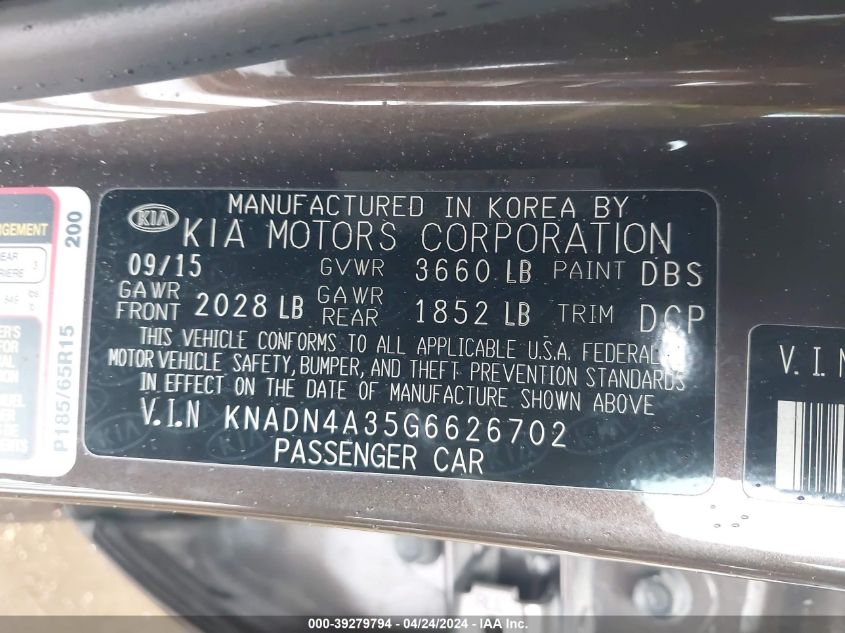 MANUFACTURED IN KOREA BY
KIA
KIA MOTORS CORPORATION
09/15 GVWR 3660 LB PAINT DBS
GAWR FRONT 2028 LB GAWR REAR 1852 LB TRIM DCP
THIS VEHICLE CONFORMS TO ALL APPLICABLE U.S.A. FEDERAL
MOTOR VEHICLE SAFETY, BUMPER, AND THEFT PREVENTION STANDARDS
IN EFFECT ON THE DATE OF MANUFACTURE SHOWN ABOVE
V.I.N KNADN4A35G6626702
PASSENGER CAR
200
P185/65R15
V.I.N
000-39279794 - 04/24/2024 - IAA Inc.